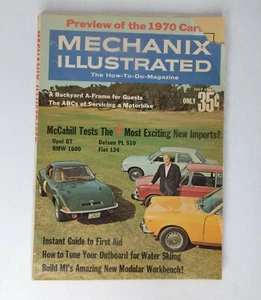 Preview of the 1970 Cars
MECHANIX
ILLUSTRATED
The How-To-Do-Magazine
JULY
A Backyard A-Frame for Guests
The ABCs of Servicing a Motorbike
ONLY 35¢
McCahill Tests The Most Exciting New Imports!
Opel GT Datsun PL 510
BMW 1600 Fiat 124
Instant Guide to First Aid
How to Tune Your Outboard for Water Skiing
Build MI's Amazing New Modular Workbench!